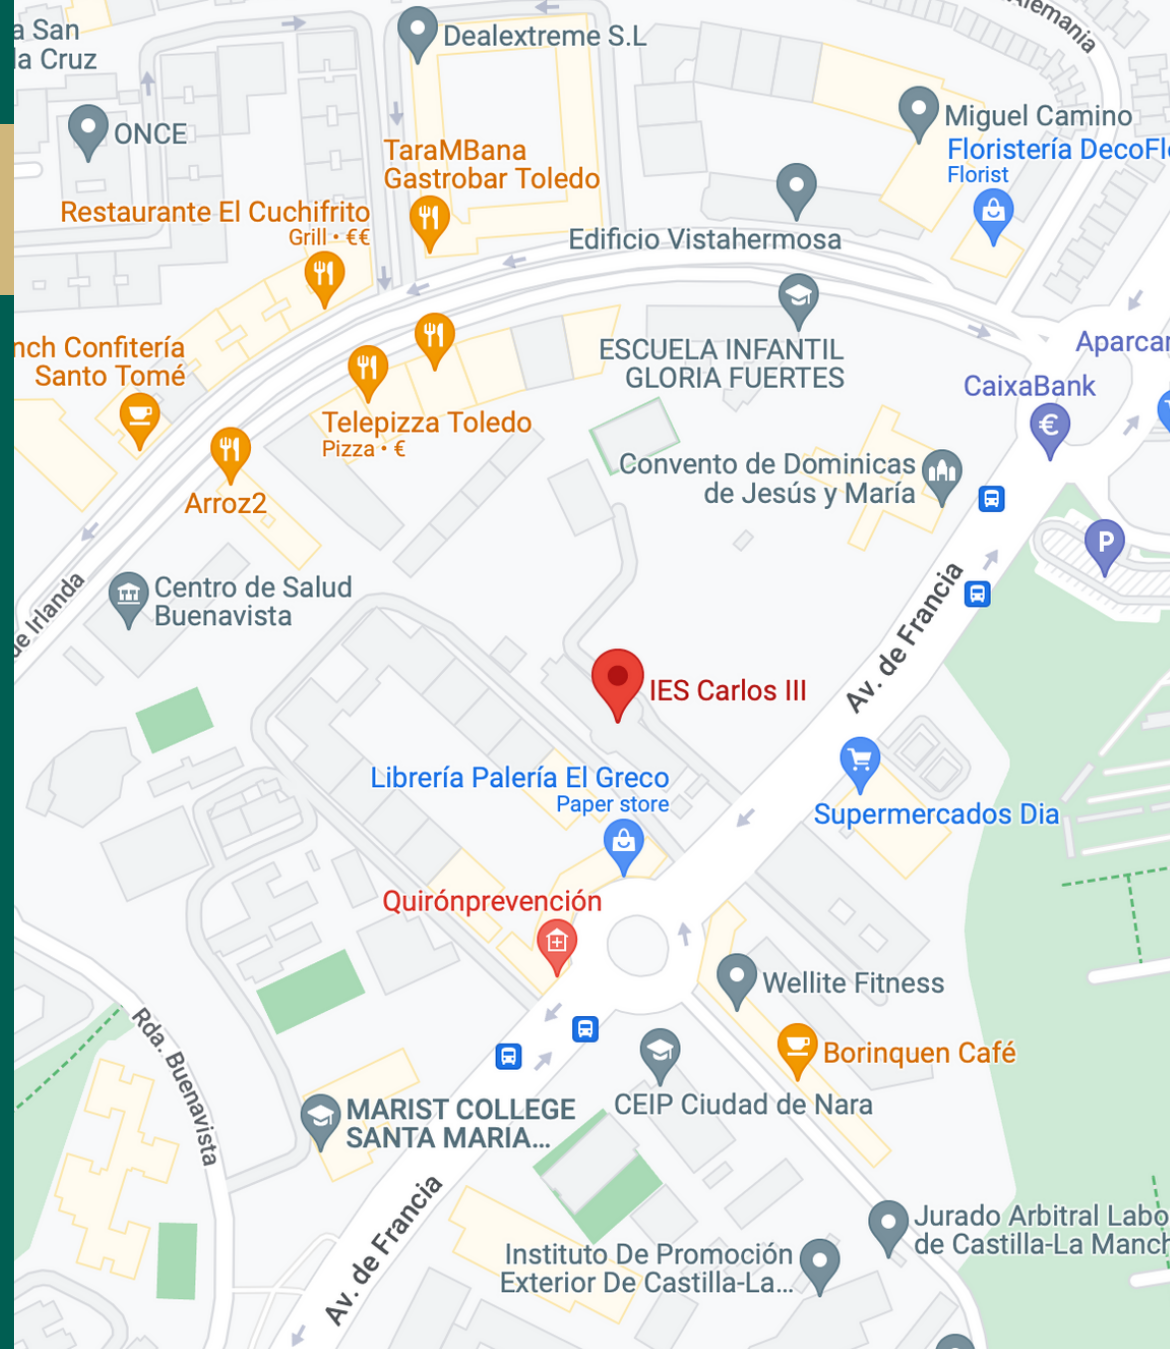 a San
la Cruz
Dealextreme S.L
Alemania
ONCE
Miguel Camino
TaraMBana
Gastrobar Toledo
Floristería DecoFl
Florist
Restaurante El Cuchifrito
Grill • €€
Edificio Vistahermosa
nch Confitería
Santo Tomé
ESCUELA INFANTIL
GLORIA FUERTES
Aparcar
CaixaBank
€
Telepizza Toledo
Pizza • €
Convento de Dominicas
de Jesús y María
Arroz2
P
Centro de Salud
Buenavista
de Irlanda
Av. de Francia
IES Carlos III
Librería Palería El Greco
Paper store
Supermercados Dia
Quirónprevención
Wellite Fitness
Rda. Buenavista
Borinquen Café
MARIST COLLEGE
SANTA MARIA...
CEIP Ciudad de Nara
Av. de Francia
Jurado Arbitral Labo
de Castilla-La Manch
Instituto De Promoción
Exterior De Castilla-La...